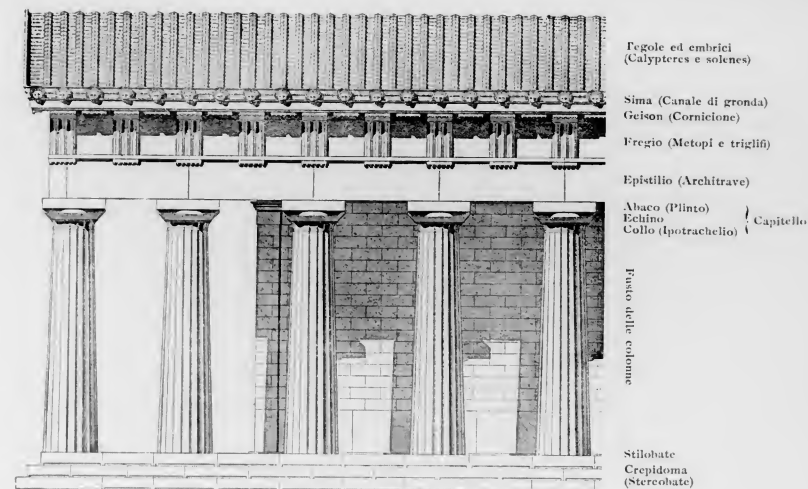 Tegole ed embrici
(Calypteres e solenes)
Sima (Canale di gronda)
Geison (Cornicione)
Fregio (Metopi e triglifi)
Epistilio (Architrave)
Abaco (Plinto)
Echino
Collo (Ipotrachelio)
Capitello
Fusto delle colonne
Stilobate
Crepidoma
(Stereobate)